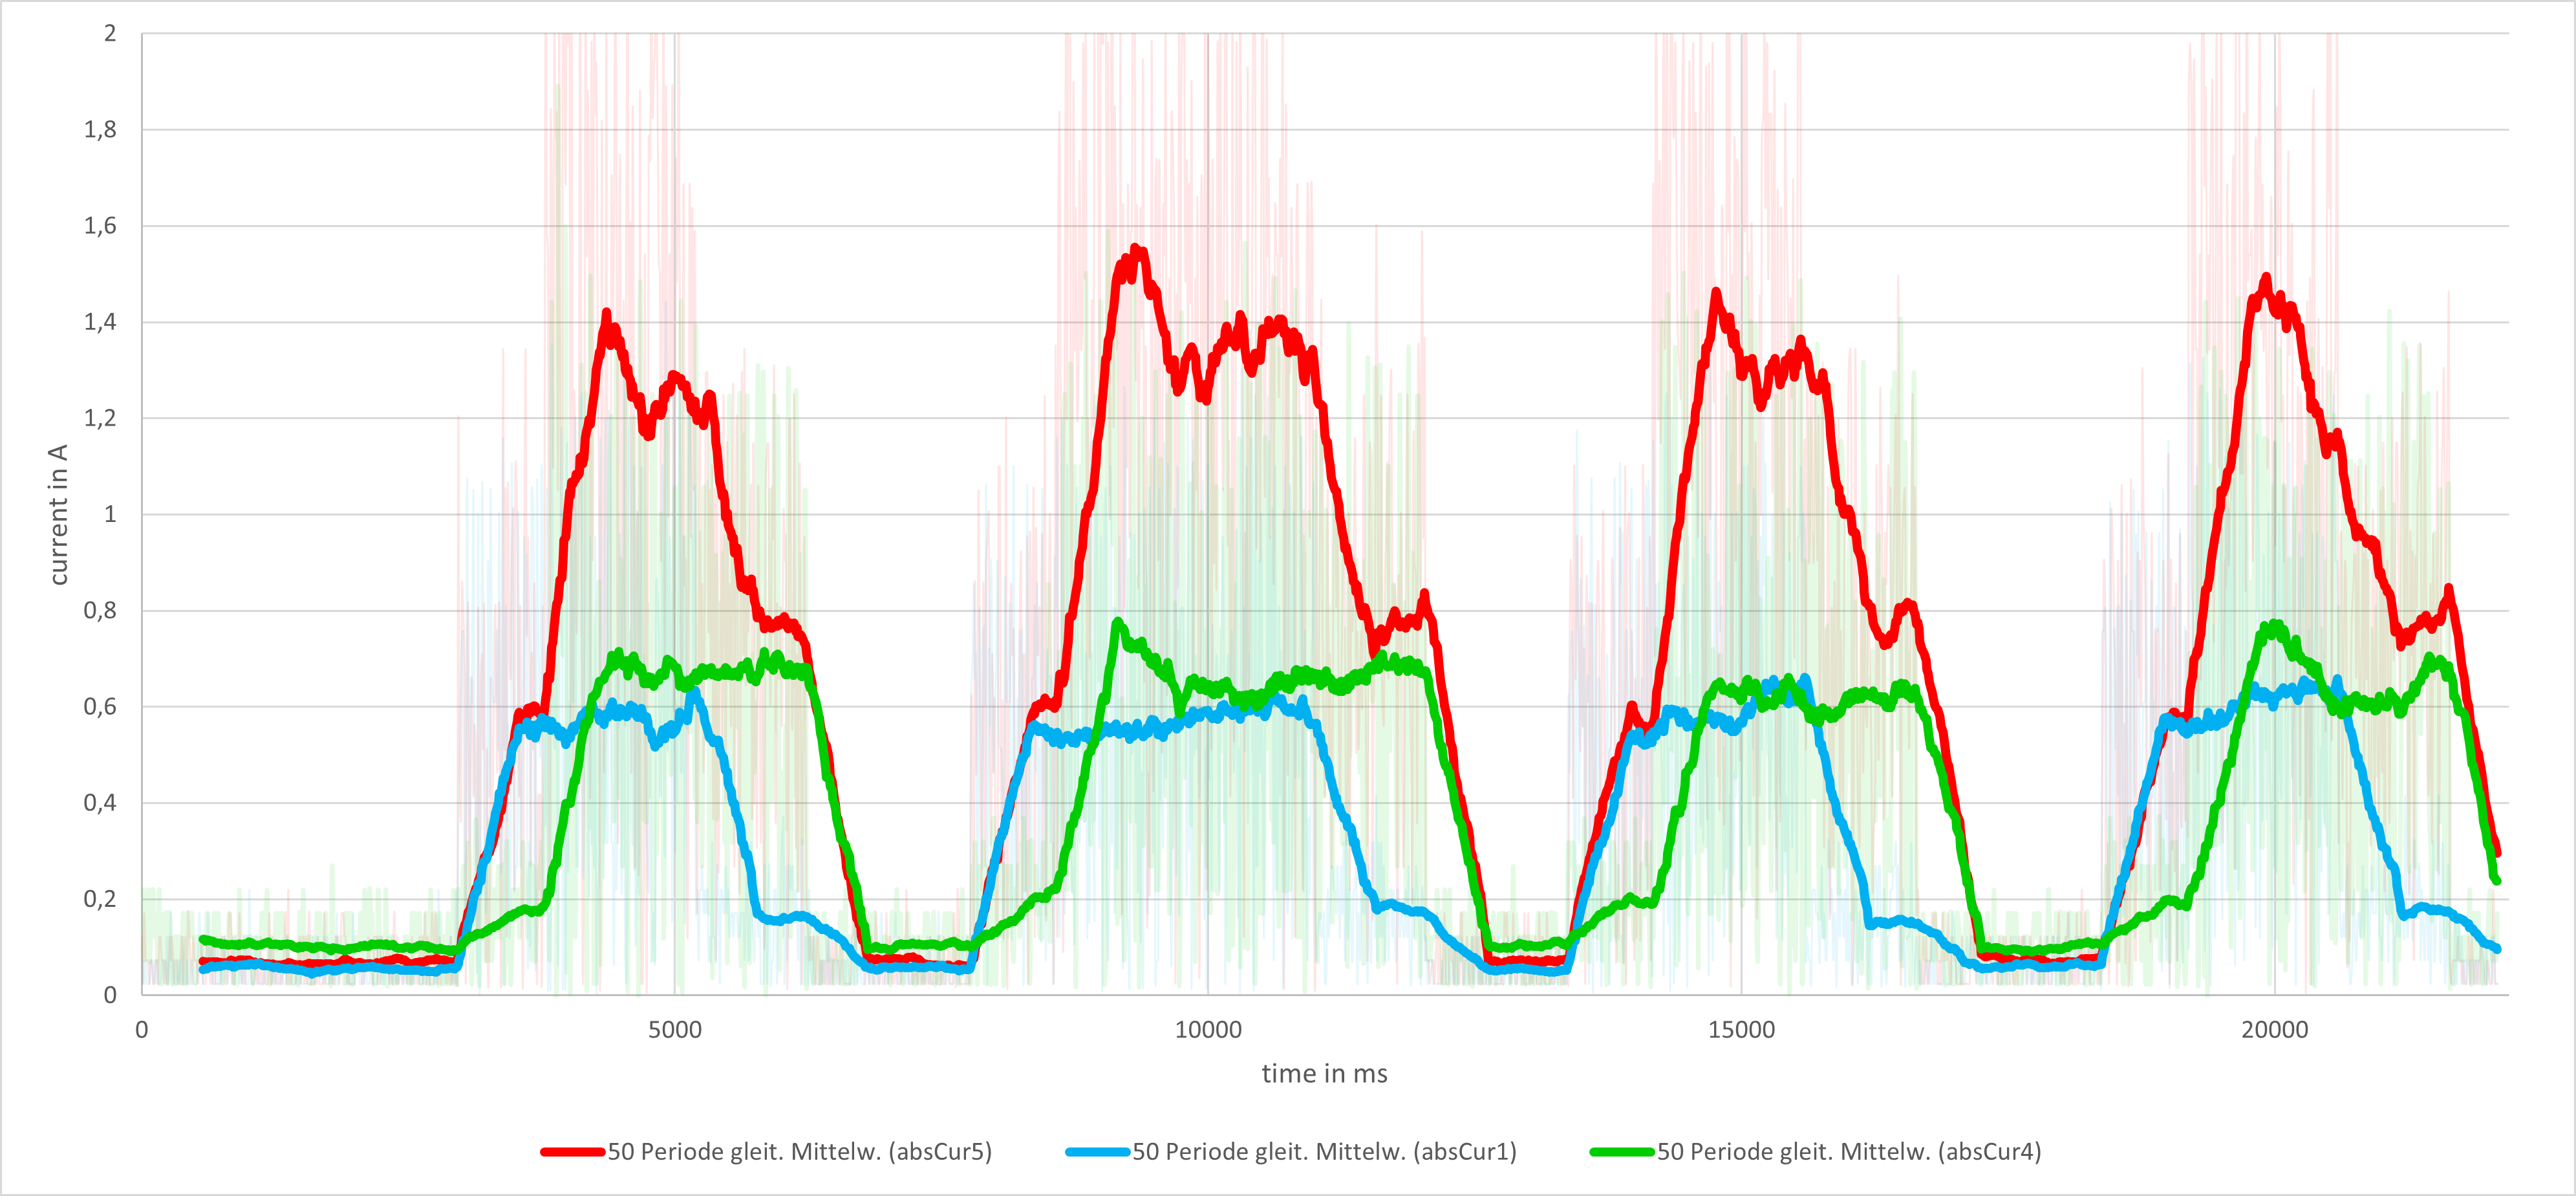 2
1,8
1,6
1,4
1,2
1
0,8
0,6
0,4
0,2
0
current in A
0 5000 10000 15000 20000
time in ms
50 Periode gleit. Mittelw. (absCur5) 50 Periode gleit. Mittelw. (absCur1) 50 Periode gleit. Mittelw. (absCur4)